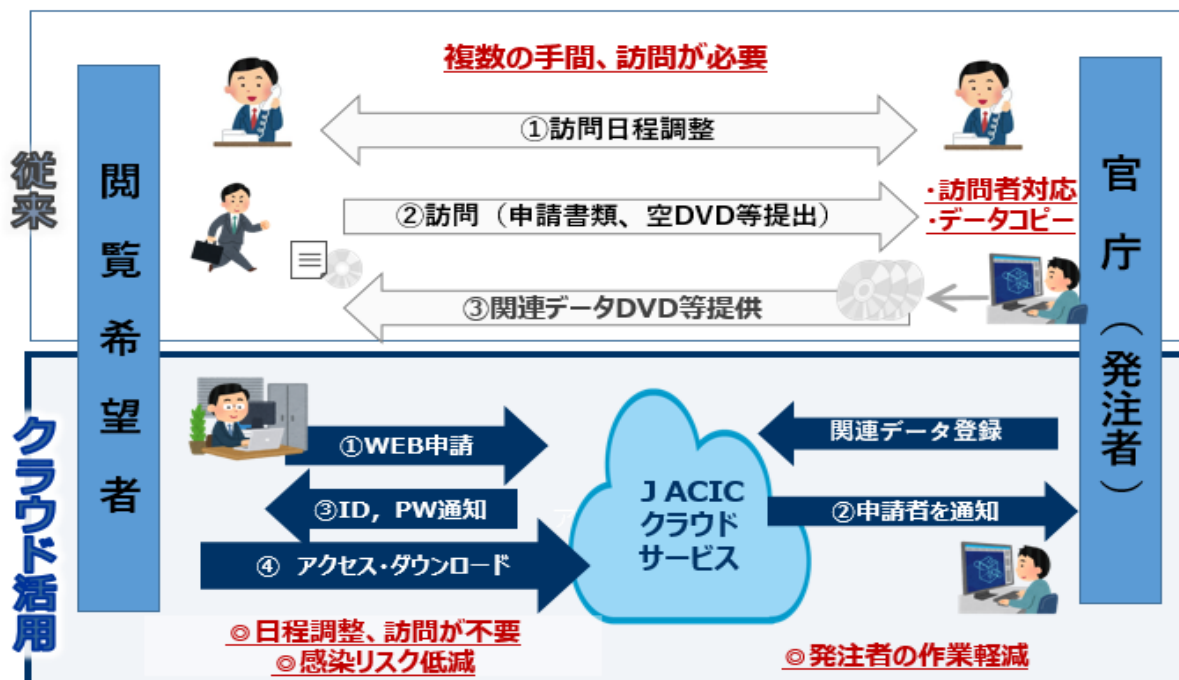 複数の手間、訪問が必要
従来
閲覧希望者
官庁（発注者）
①訪問日程調整
②訪問（申請書類、空DVD等提出）
・訪問者対応
・データコピー
③関連データDVD等提供
クラウド活用
①WEB申請
関連データ登録
J ACIC
クラウド
サービス
③ID，PW通知
②申請者を通知
④ アクセス・ダウンロード
◎日程調整、訪問が不要
◎感染リスク低減
◎発注者の作業軽減